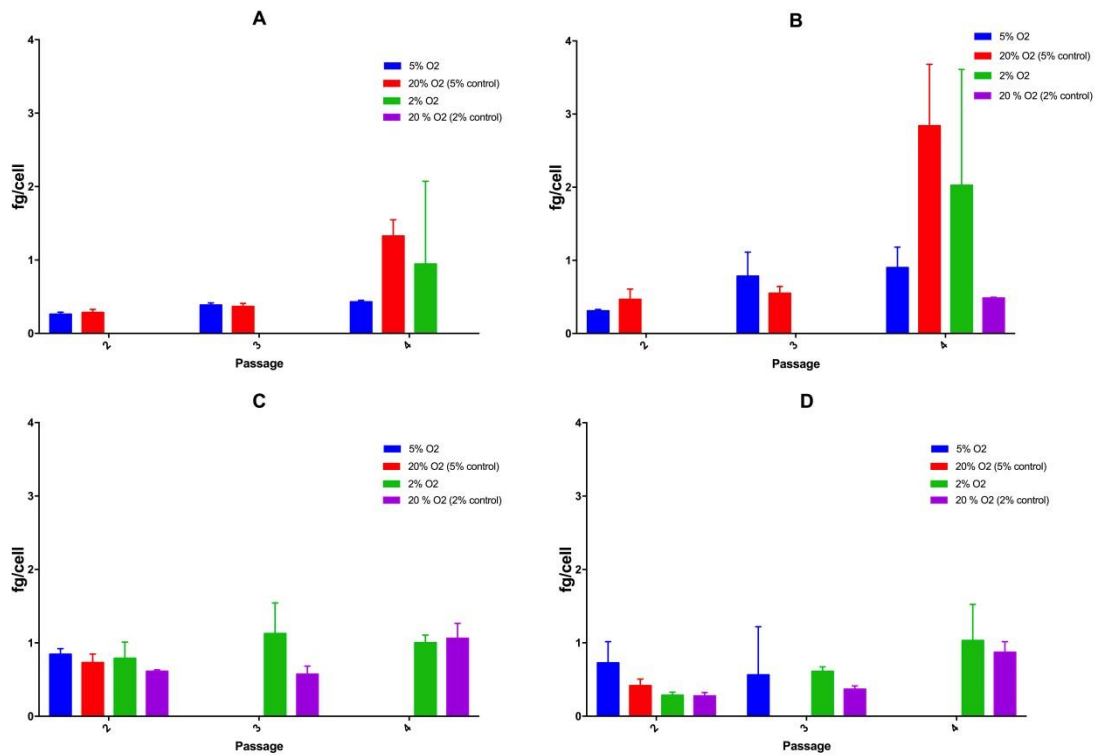 A
4
3
2
1
0
fg/cell
5% O2
20% O2 (5% control)
2% O2
20 % O2 (2% control)
2
3
4
Passage
B
4
3
2
1
0
fg/cell
5% O2
20% O2 (5% control)
2% O2
20 % O2 (2% control)
2
3
4
Passage
C
4
3
2
1
0
fg/cell
5% O2
20% O2 (5% control)
2% O2
20 % O2 (2% control)
2
3
4
Passage
D
4
3
2
1
0
fg/cell
5% O2
20% O2 (5% control)
2% O2
20 % O2 (2% control)
2
3
4
Passage